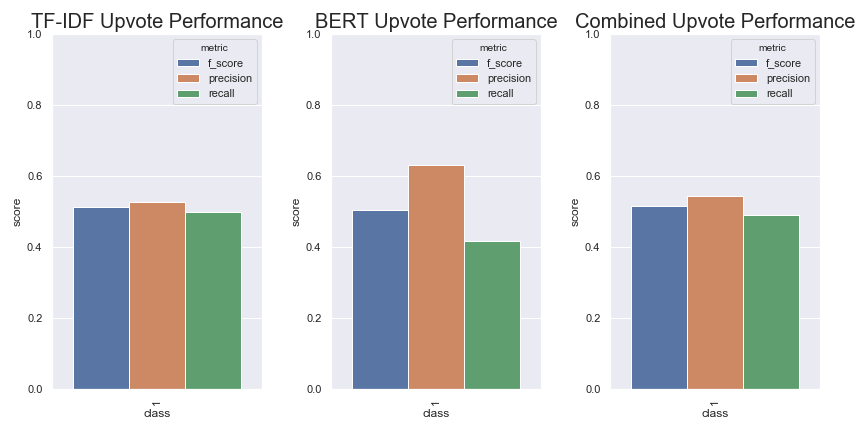 TF-IDF Upvote Performance
1.0
0.8
0.6
0.4
0.2
0.0
score
metric
f_score
precision
recall
1
class
BERT Upvote Performance
1.0
0.8
0.6
0.4
0.2
0.0
score
metric
f_score
precision
recall
1
class
Combined Upvote Performance
1.0
0.8
0.6
0.4
0.2
0.0
score
metric
f_score
precision
recall
1
class